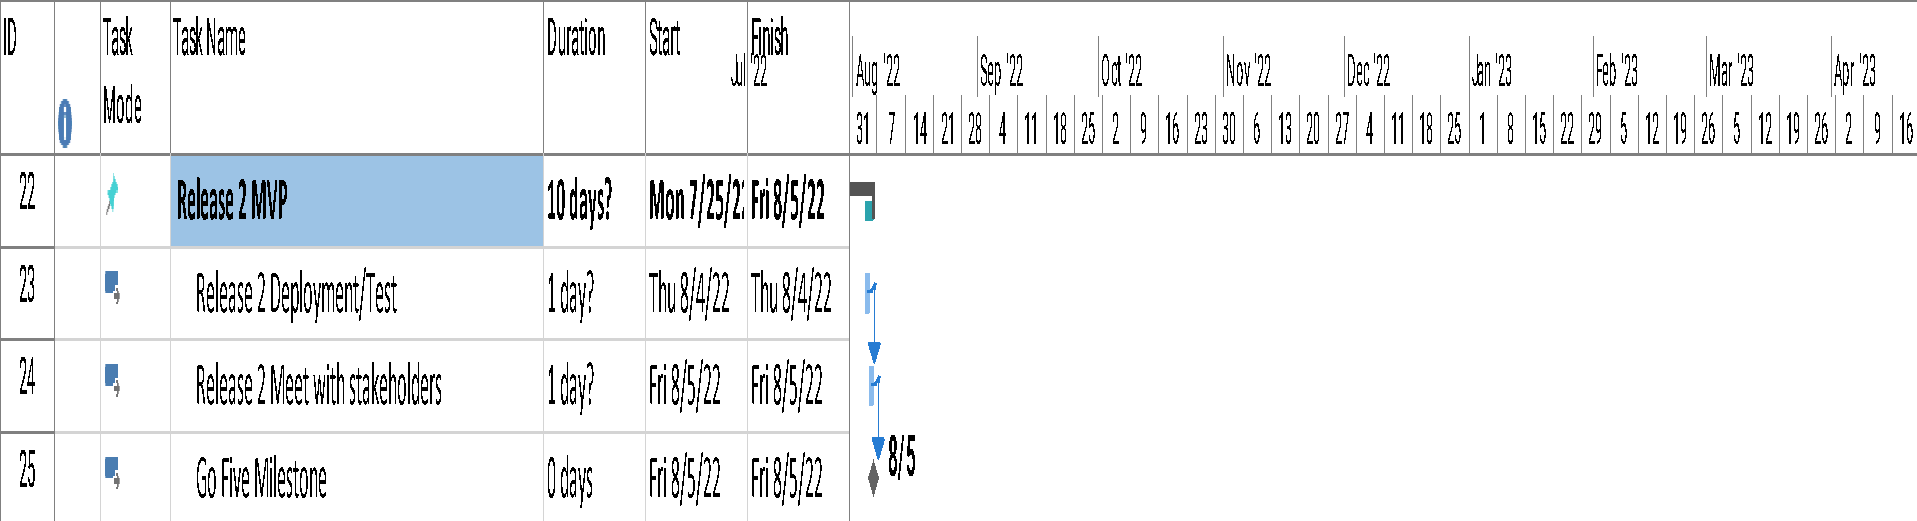 ID Task Mode Task Name Duration Start Finish
Jul '22 Aug '22 Sep '22 Oct '22 Nov '22 Dec '22 Jan '23 Feb '23 Mar '23 Apr '23
31 7 14 21 28 4 11 18 25 2 9 16 23 30 6 13 20 27 4 11 18 25 1 8 15 22 29 5 12 19 26 5 12 19 26 2 9 16
22 Release 2 MVP 10 days? Mon 7/25/22 Fri 8/5/22
23 Release 2 Deployment/Test 1 day? Thu 8/4/22 Thu 8/4/22
24 Release 2 Meet with stakeholders 1 day? Fri 8/5/22 Fri 8/5/22
25 Go Five Milestone 0 days Fri 8/5/22 Fri 8/5/22 8/5